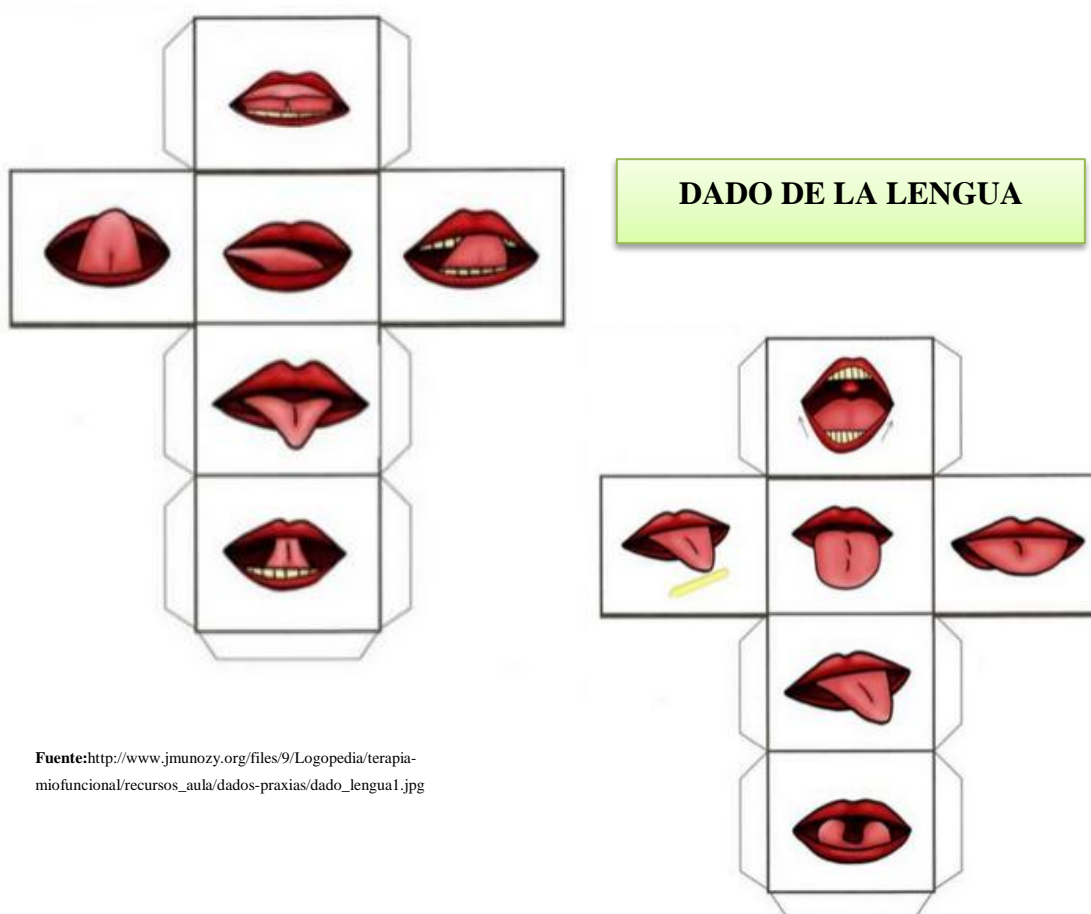 DADO DE LA LENGUA
Fuente:http://www.jmunozy.org/files/9/Logopedia/terapia-
miofuncional/recursos_aula/dados-praxias/dado_lengua1.jpg